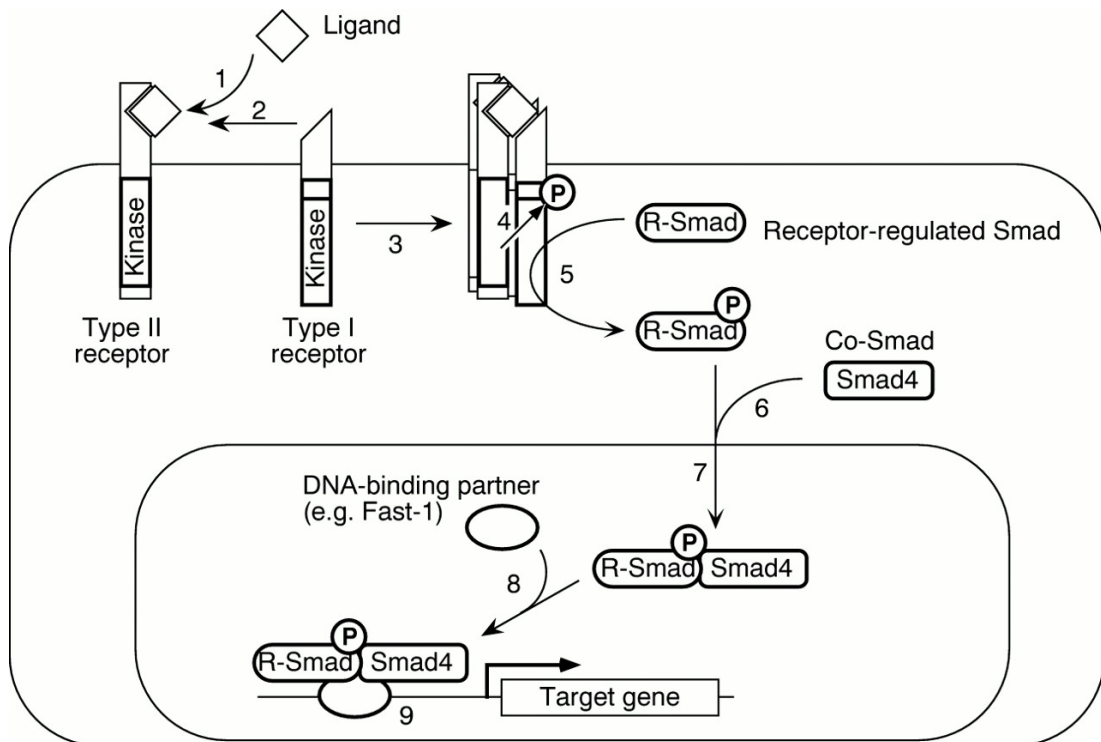 Ligand
1
2
Kinase
Kinase
3
4
P
R-Smad
Receptor-regulated Smad
5
P
R-Smad
Type II
receptor
Type I
receptor
Co-Smad
Smad4
6
7
DNA-binding partner
(e.g. Fast-1)
P
R-Smad
Smad4
8
P
R-Smad
Smad4
9
Target gene